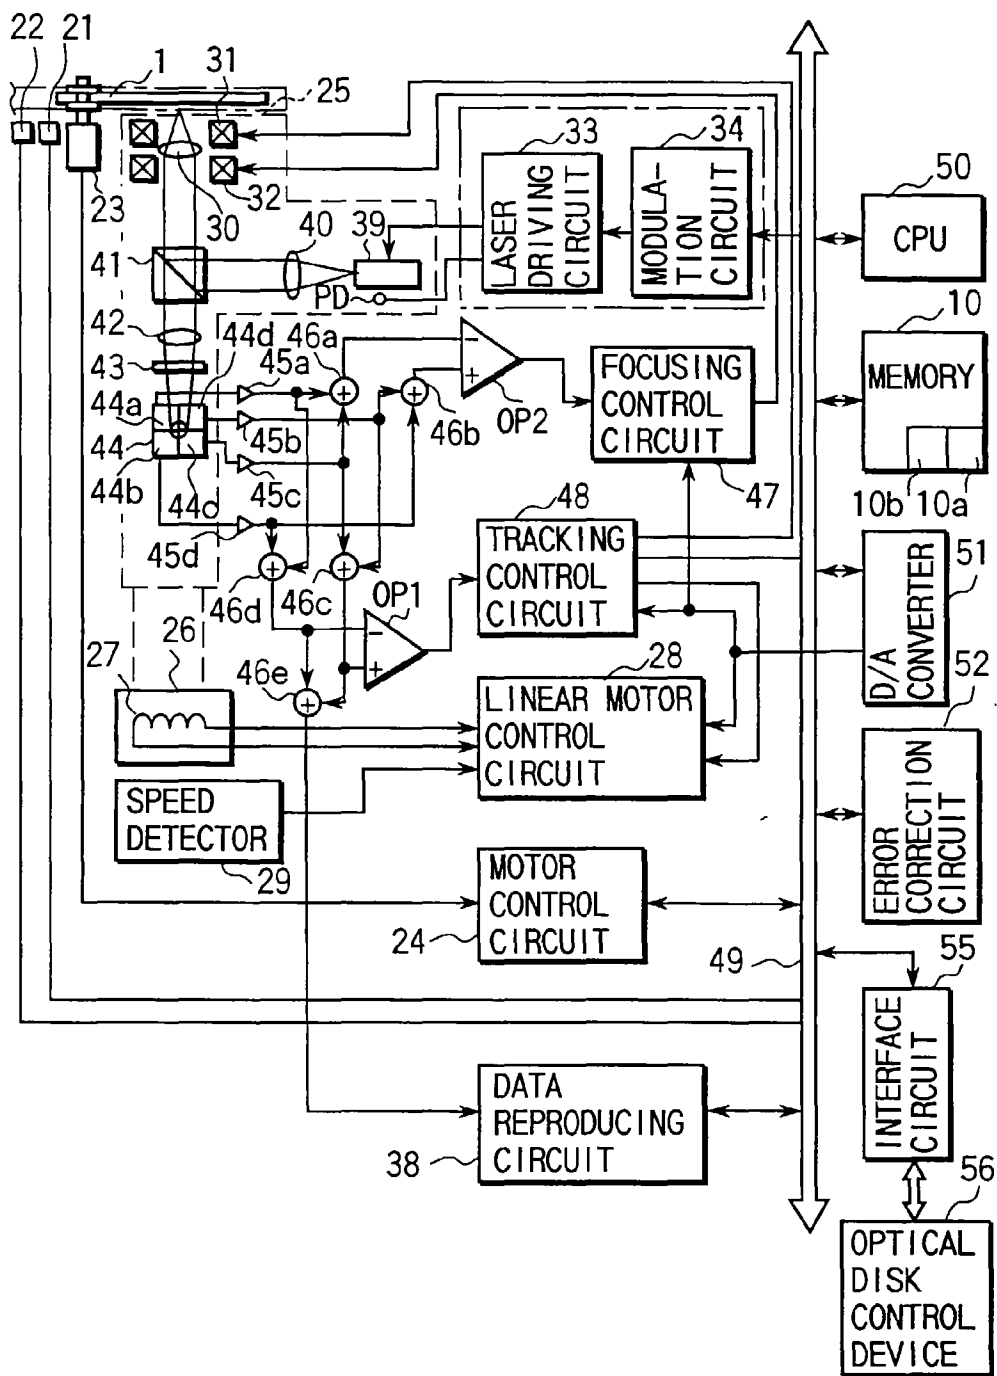 22 21 1 31 25
33 34
LASER
DRIVING
CIRCUIT
MODULA-
TION
CIRCUIT
50
CPU
23 30 32 40 39
41
PD
10
MEMORY
10b 10a
42 44d 46a
43 45a
44a
44
44b 44c
45b
45c
45d
46b
OP2
FOCUSING
CONTROL
CIRCUIT
47
48
TRACKING
CONTROL
CIRCUIT
51
D/A
CONVERTER
46d 46c OP1
27 26 46e
28
LINEAR MOTOR
CONTROL
CIRCUIT
52
ERROR
CORRECTION
CIRCUIT
SPEED
DETECTOR
29
MOTOR
CONTROL
CIRCUIT
24
49
55
INTERFACE
CIRCUIT
DATA
REPRODUCING
CIRCUIT
38
56
OPTICAL
DISK
CONTROL
DEVICE
- + - +
+ + + + +